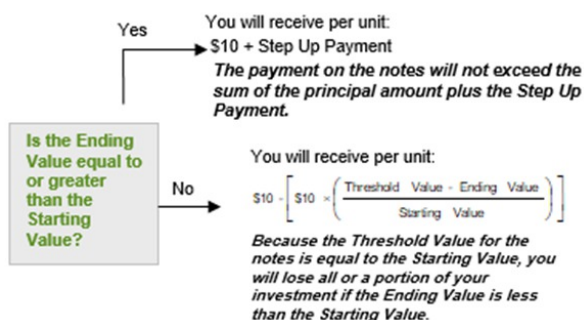 Yes
You will receive per unit:
$10 + Step Up Payment
The payment on the notes will not exceed the
sum of the principal amount plus the Step Up
Payment.
Is the Ending
Value equal to
or greater
than the
Starting
Value?
No
You will receive per unit:
$10 - [ $10 × ( Threshold Value - Ending Value
Starting Value ) ]
Because the Threshold Value for the
notes is equal to the Starting Value, you
will lose all or a portion of your
investment if the Ending Value is less
than the Starting Value.